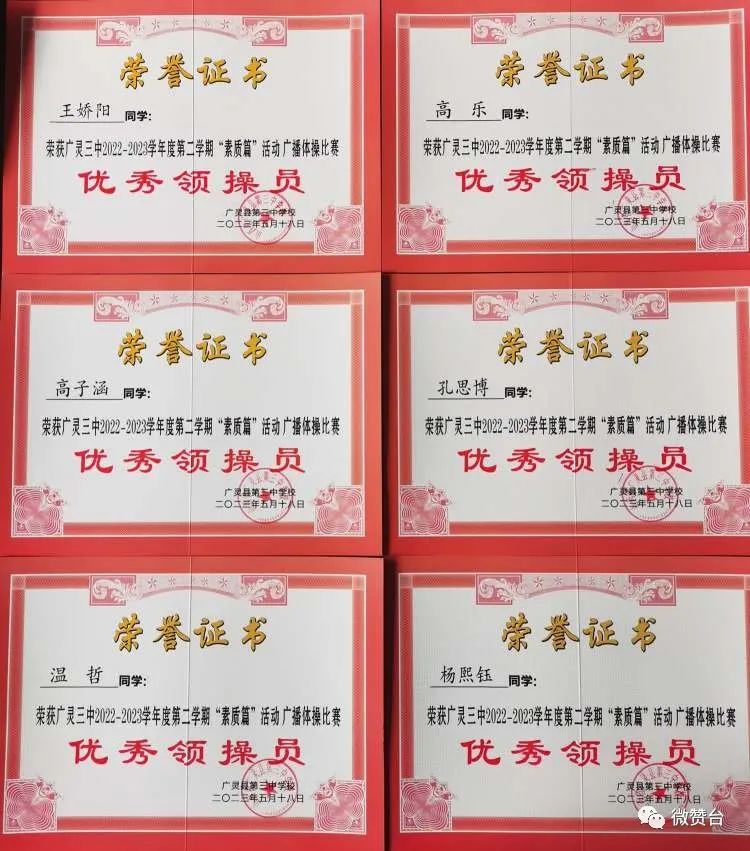 荣誉证书
王娇阳同学:
荣获广灵三中2022-2023学年度第二学期“素质篇”活动 广播体操比赛
优秀领操员
广灵县第三中学校
二〇二三年五月十八日
荣誉证书
高 乐同学:
荣获广灵三中2022-2023学年度第二学期“素质篇”活动 广播体操比赛
优秀领操员
广灵县第三中学校
二〇二三年五月十八日
荣誉证书
高子涵同学:
荣获广灵三中2022-2023学年度第二学期“素质篇”活动 广播体操比赛
优秀领操员
广灵县第三中学校
二〇二三年五月十八日
荣誉证书
孔思博同学:
荣获广灵三中2022-2023学年度第二学期“素质篇”活动 广播体操比赛
优秀领操员
广灵县第三中学校
二〇二三年五月十八日
荣誉证书
温 哲同学:
荣获广灵三中2022-2023学年度第二学期“素质篇”活动 广播体操比赛
优秀领操员
广灵县第三中学校
二〇二三年五月十八日
荣誉证书
杨熙钰同学:
荣获广灵三中2022-2023学年度第二学期“素质篇”活动 广播体操比赛
优秀领操员
广灵县第三中学校
二〇二三年五月十八日
微赞台